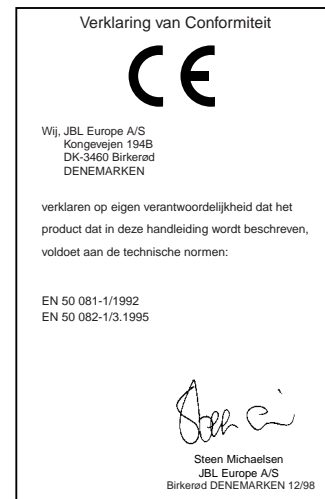 Verklaring van Conformiteit
CE
Wij, JBL Europe A/S
Kongevejen 194B
DK-3460 Birkerød
DENEMARKEN
verklaren op eigen verantwoordelijkheid dat het
product dat in deze handleiding wordt beschreven,
voldoet aan de technische normen:
EN 50 081-1/1992
EN 50 082-1/3.1995
Steen Michaelsen
JBL Europe A/S
Birkerød DENEMARKEN 12/98